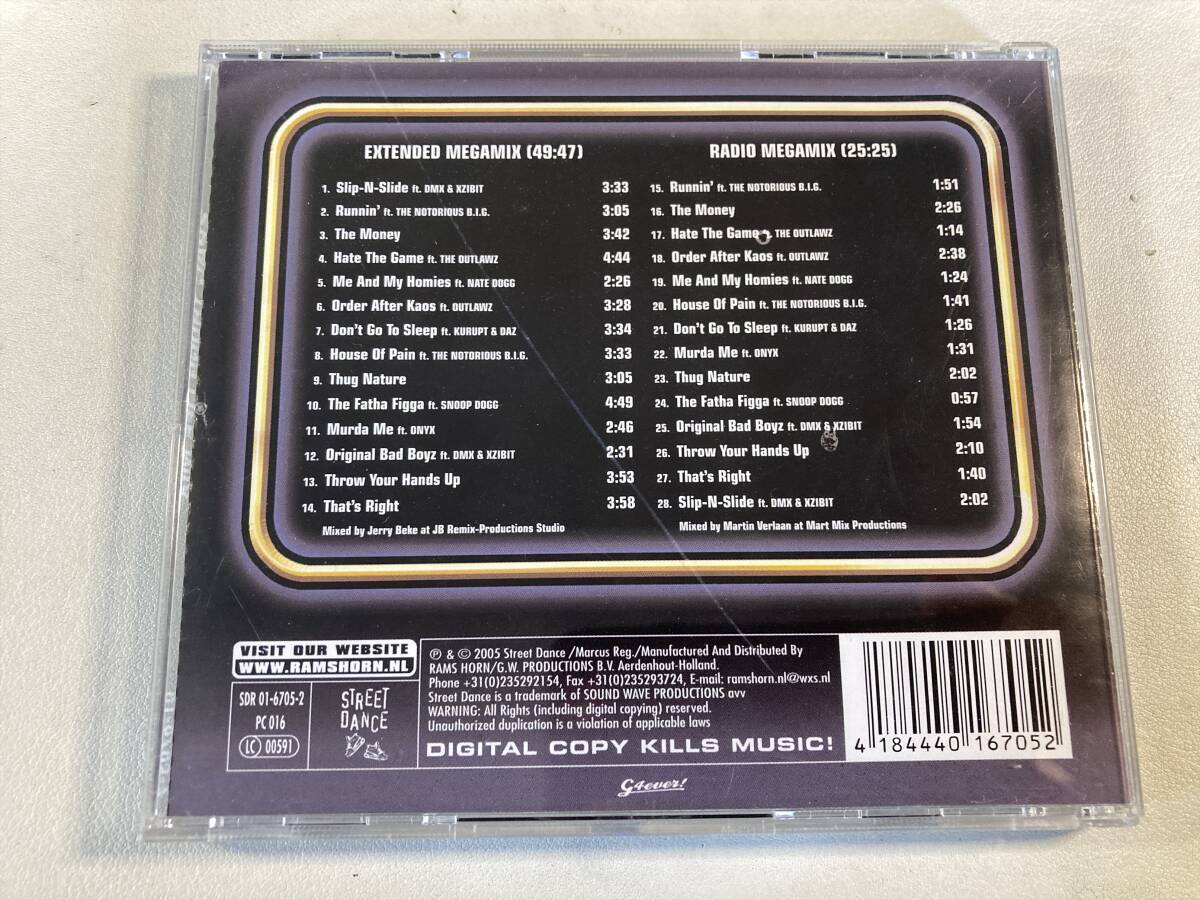 EXTENDED MEGAMIX (49:47)
1. Slip-N-Slide ft. DMX & XZIBIT 3:33
2. Runnin' ft. THE NOTORIOUS B.I.G. 3:05
3. The Money 3:42
4. Hate The Game ft. THE OUTLAWZ 4:44
5. Me And My Homies ft. NATE DOGG 2:26
6. Order After Kaos ft. OUTLAWZ 3:28
7. Don't Go To Sleep ft. KURUPT & DAZ 3:34
8. House Of Pain ft. THE NOTORIOUS B.I.G. 3:33
9. Thug Nature 3:05
10. The Fatha Figga ft. SNOOP DOGG 4:49
11. Murda Me ft. ONYX 2:46
12. Original Bad Boyz ft. DMX & XZIBIT 2:31
13. Throw Your Hands Up 3:53
14. That's Right 3:58
Mixed by Jerry Beke at JB Remix-Productions Studio
RADIO MEGAMIX (25:25)
15. Runnin' ft. THE NOTORIOUS B.I.G. 1:51
16. The Money 2:26
17. Hate The Game THE OUTLAWZ 1:14
18. Order After Kaos ft. OUTLAWZ 2:38
19. Me And My Homies ft. NATE DOGG 1:24
20. House Of Pain ft. THE NOTORIOUS B.I.G. 1:41
21. Don't Go To Sleep ft. KURUPT & DAZ 1:26
22. Murda Me ft. ONYX 1:31
23. Thug Nature 2:02
24. The Fatha Figga ft. SNOOP DOGG 0:57
25. Original Bad Boyz ft. DMX & XZIBIT 1:54
26. Throw Your Hands Up 2:10
27. That's Right 1:40
28. Slip-N-Slide ft. DMX & XZIBIT 2:02
Mixed by Martin Verlaan at Mart Mix Productions
VISIT OUR WEBSITE
WWW.RAMSHORN.NL
SDR 01-6705-2
PC 016
LC 00591
STREET
DANCE
℗ & © 2005 Street Dance /Marcus Reg./Manufactured And Distributed By
RAMS HORN/G.W. PRODUCTIONS B.V. Aerdenhout-Holland.
Phone +31(0)235292154, Fax +31(0)235293724, E-mail: ramshorn.nl@wxs.nl
Street Dance is a trademark of SOUND WAVE PRODUCTIONS avv
WARNING: All Rights (including digital copying) reserved.
Unauthorized duplication is a violation of applicable laws
DIGITAL COPY KILLS MUSIC!
4 184440 167052
G4ever!